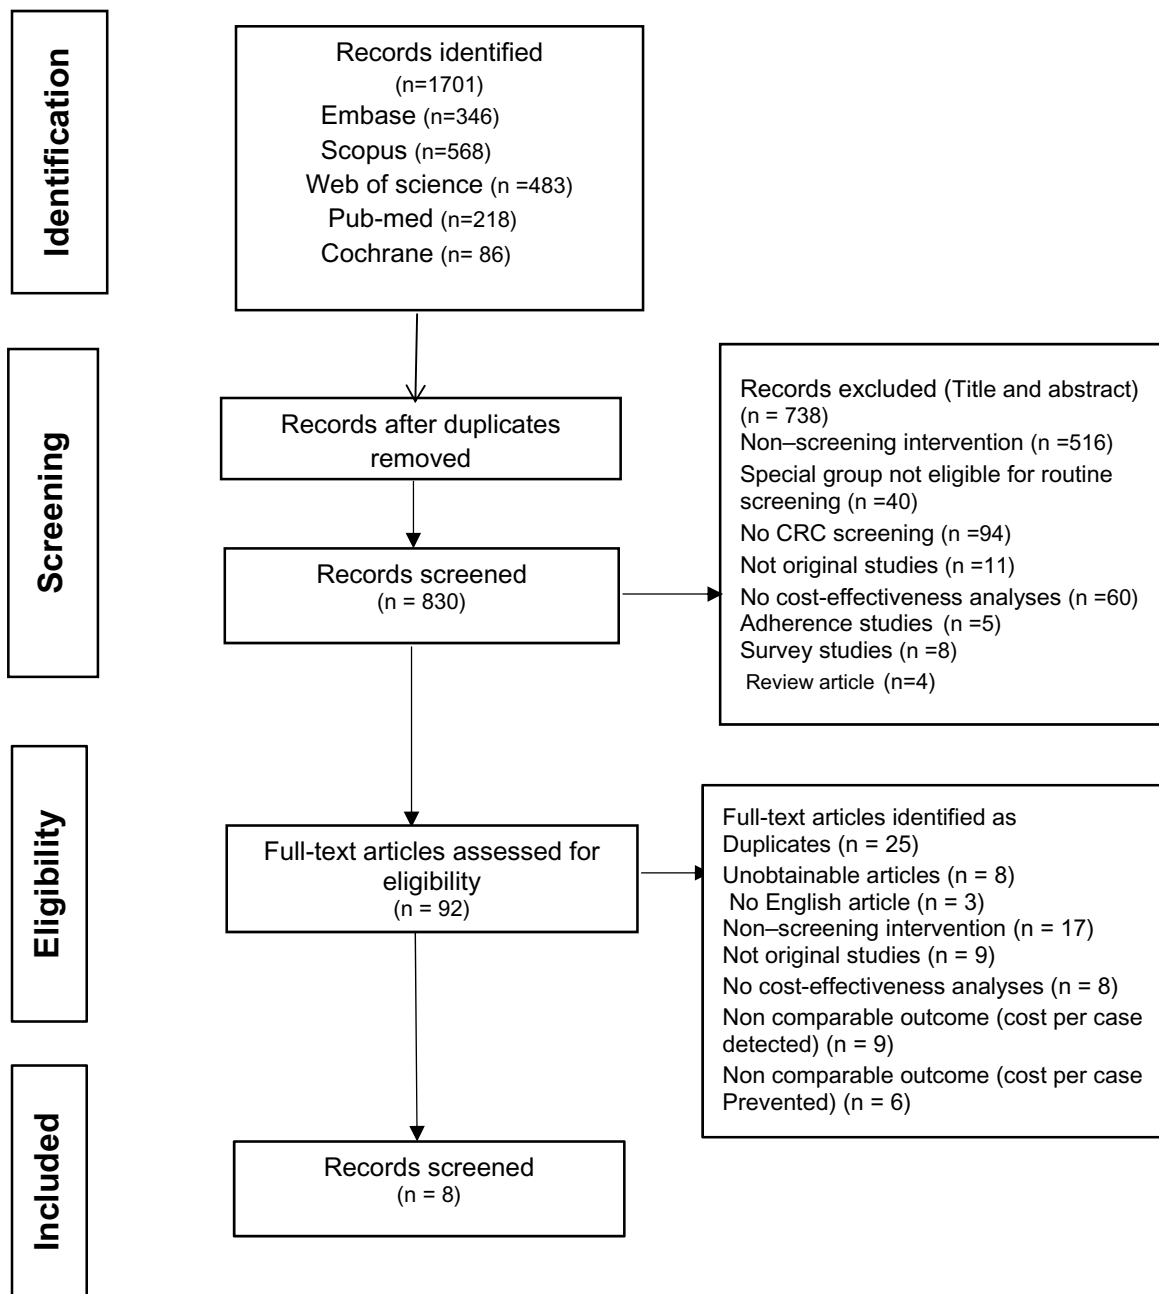 Identification
Records identified
(n=1701)
Embase (n=346)
Scopus (n=568)
Web of science (n =483)
Pub-med (n=218)
Cochrane (n= 86)
Screening
Records after duplicates
removed
Records screened
(n = 830)
Records excluded (Title and abstract)
(n = 738)
Non–screening intervention (n =516)
Special group not eligible for routine
screening (n =40)
No CRC screening (n =94)
Not original studies (n =11)
No cost-effectiveness analyses (n =60)
Adherence studies (n =5)
Survey studies (n =8)
Review article (n=4)
Eligibility
Full-text articles assessed for
eligibility
(n = 92)
Full-text articles identified as
Duplicates (n = 25)
Unobtainable articles (n = 8)
No English article (n = 3)
Non–screening intervention (n = 17)
Not original studies (n = 9)
No cost-effectiveness analyses (n = 8)
Non comparable outcome (cost per case
detected) (n = 9)
Non comparable outcome (cost per case
Prevented) (n = 6)
Included
Records screened
(n = 8)